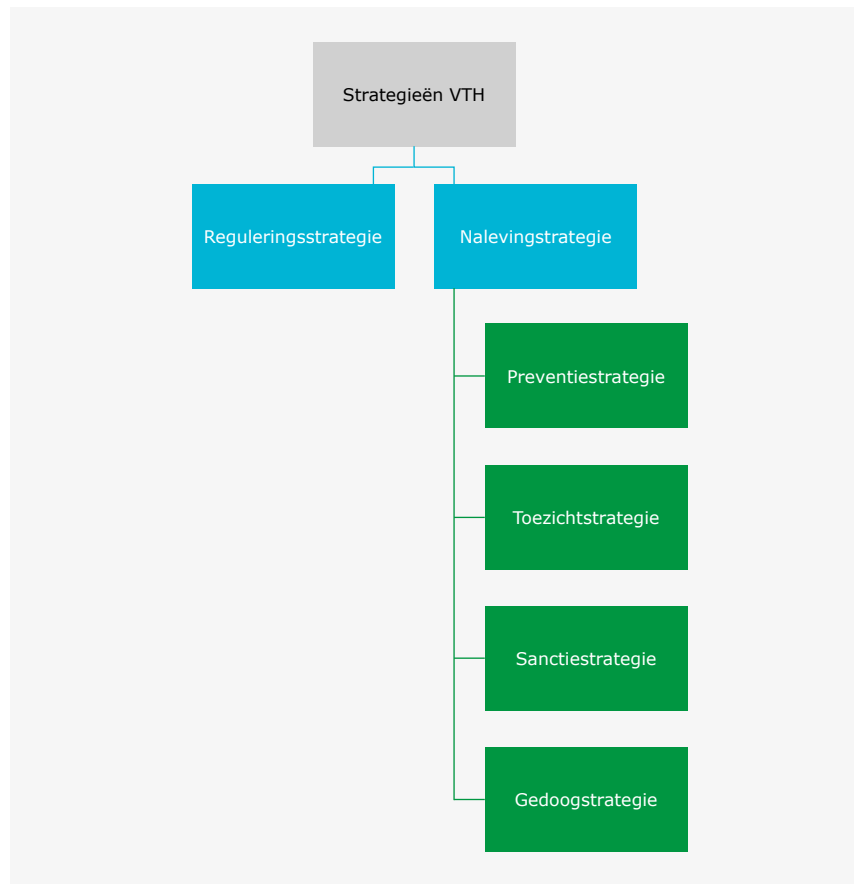 Strategieën VTH
Reguleringsstrategie
Nalevingstrategie
Preventiestrategie
Toezichtstrategie
Sanctiestrategie
Gedoogstrategie